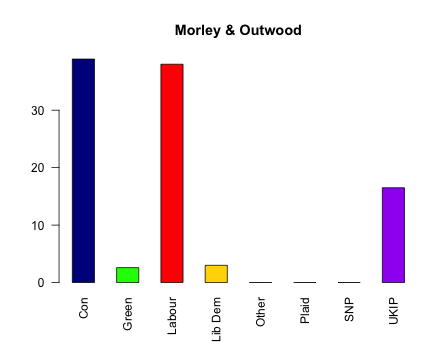 Morley & Outwood
30
20
10
0
Con
Green
Labour
Lib Dem
Other
Plaid
SNP
UKIP